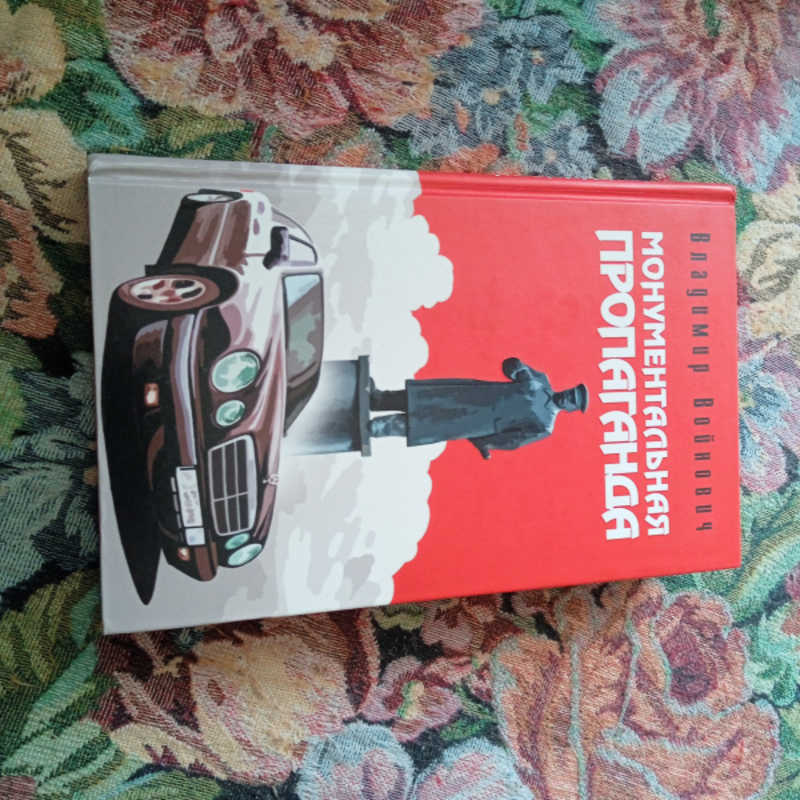 Владимир Войнович
МОНУМЕНТАЛЬНАЯ
ПРОПАГАНДА